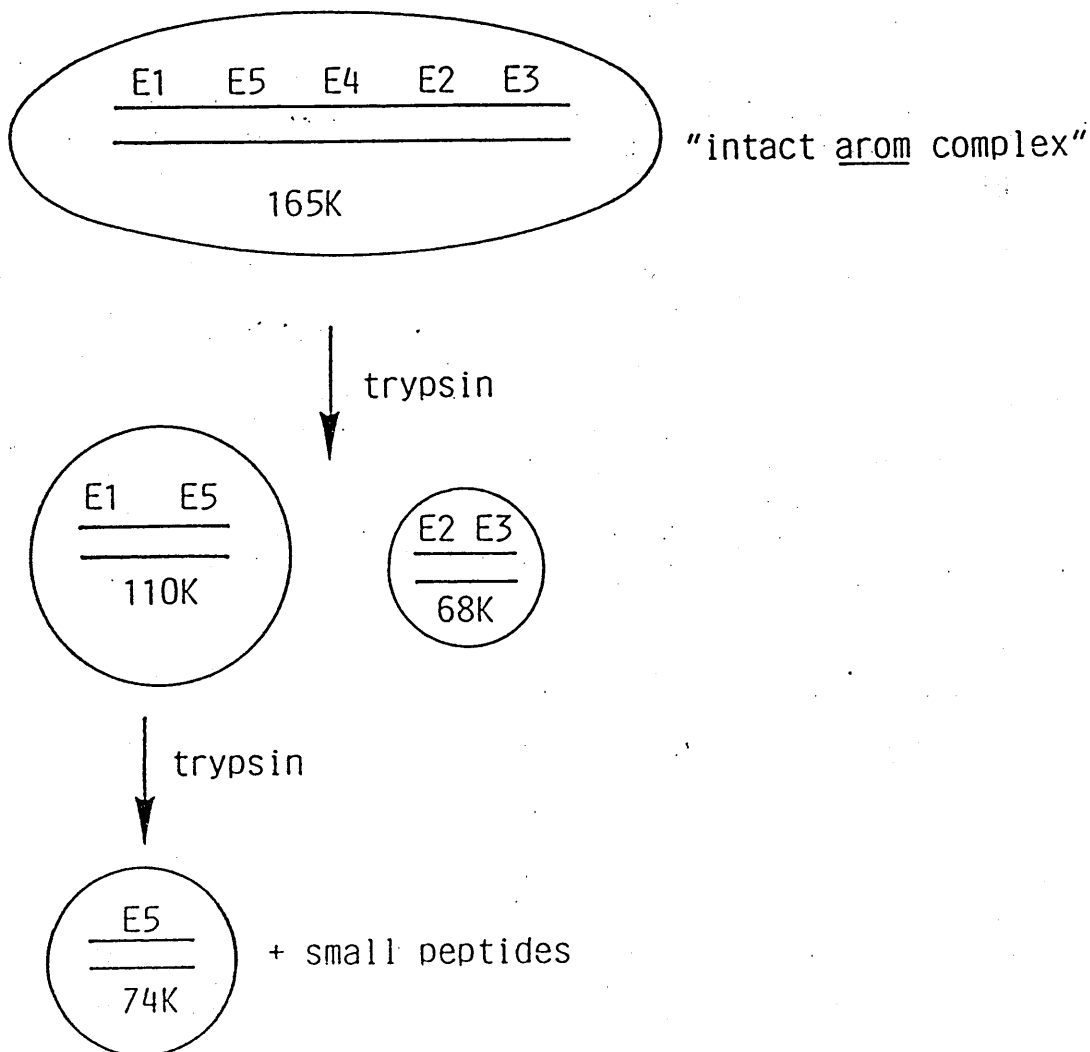 E1 E5 E4 E2 E3
165K
"intact arom complex"
trypsin
E1 E5
110K
E2 E3
68K
trypsin
E5
74K
+ small peptides